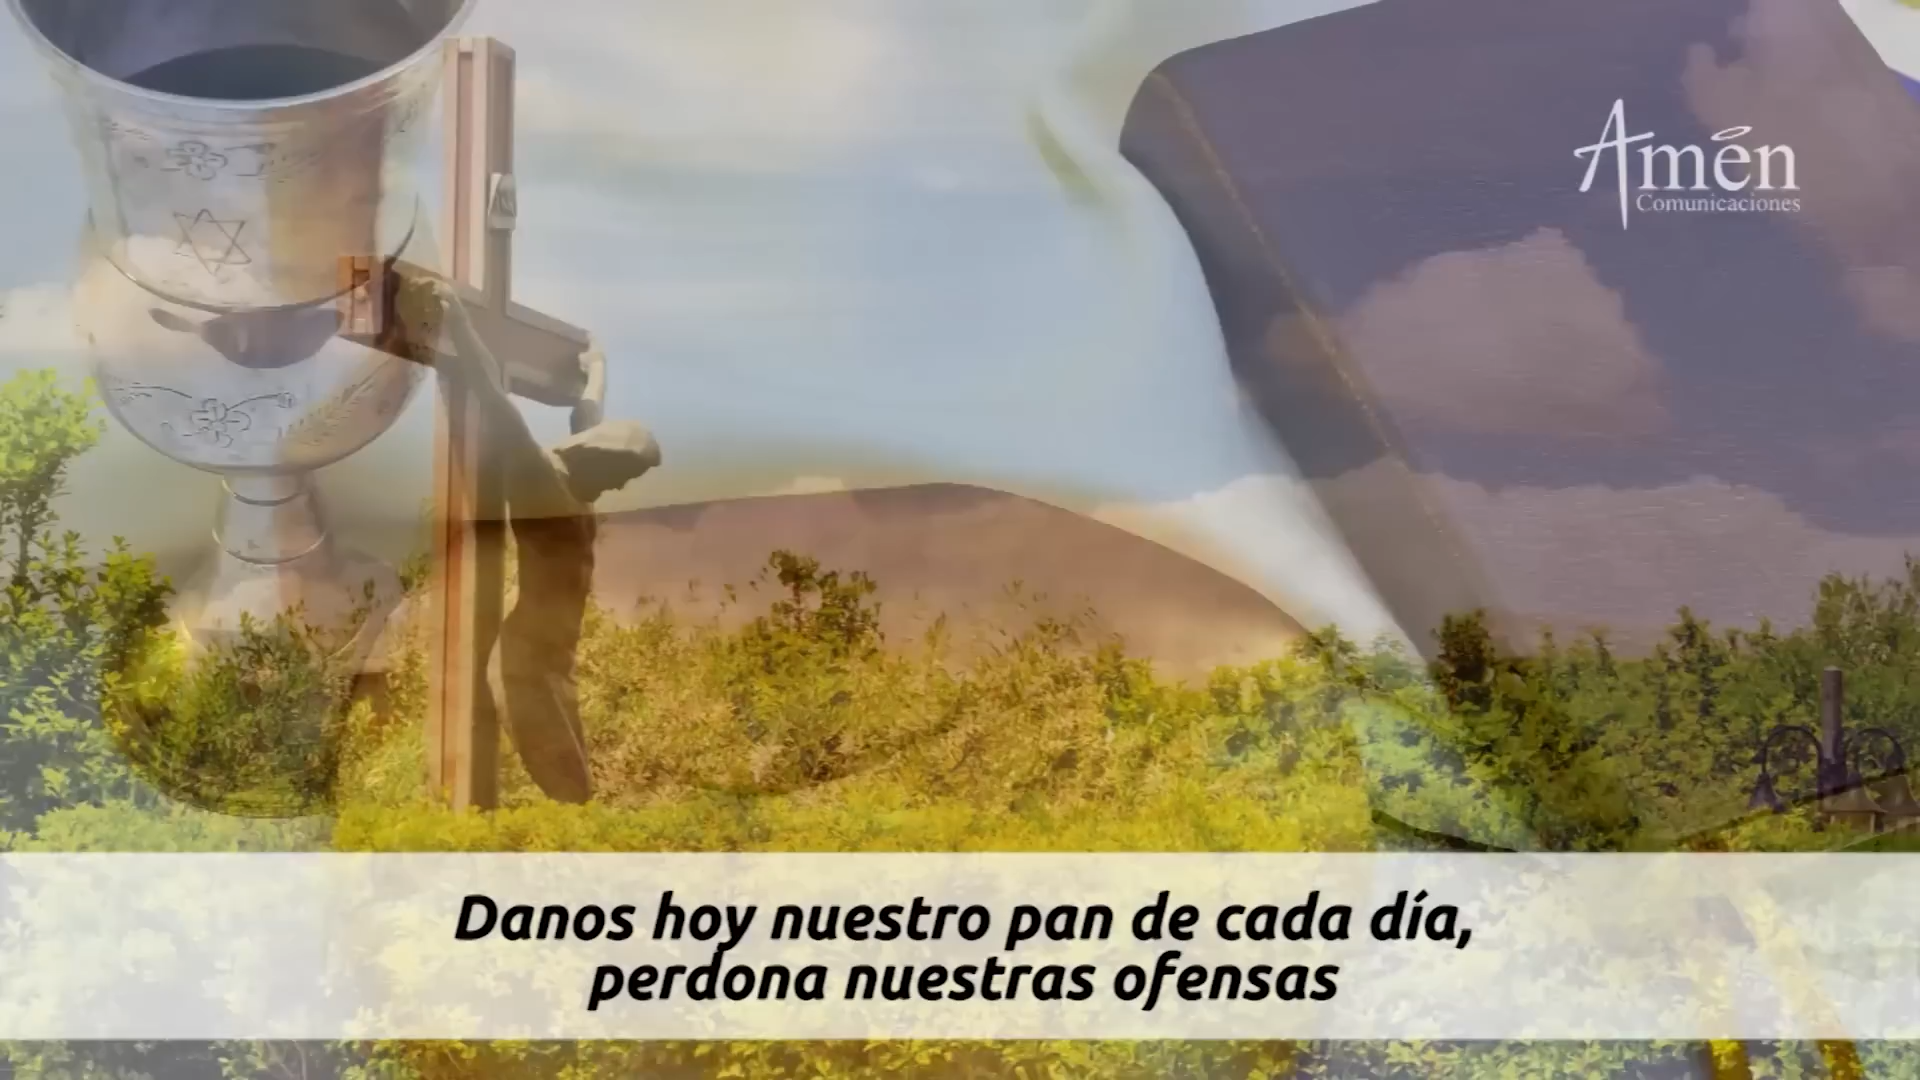 Amén
Comunicaciones
Danos hoy nuestro pan de cada día,
perdona nuestras ofensas